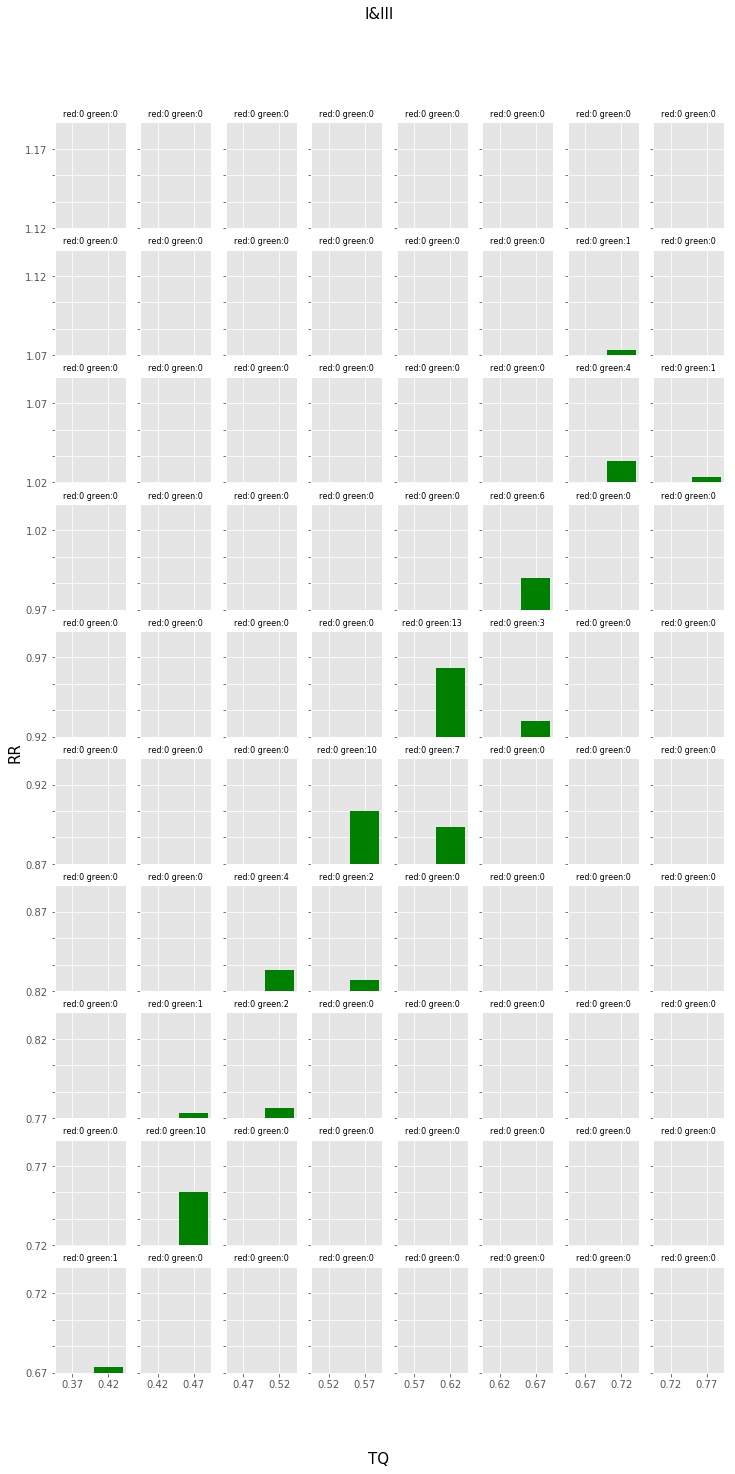 I&III
red:0 green:0 red:0 green:0 red:0 green:0 red:0 green:0 red:0 green:0 red:0 green:0 red:0 green:0 red:0 green:0
1.17
1.12
red:0 green:0 red:0 green:0 red:0 green:0 red:0 green:0 red:0 green:0 red:0 green:0 red:0 green:1 red:0 green:0
1.12
1.07
red:0 green:0 red:0 green:0 red:0 green:0 red:0 green:0 red:0 green:0 red:0 green:0 red:0 green:4 red:0 green:1
1.07
1.02
red:0 green:0 red:0 green:0 red:0 green:0 red:0 green:0 red:0 green:0 red:0 green:6 red:0 green:0 red:0 green:0
1.02
0.97
red:0 green:0 red:0 green:0 red:0 green:0 red:0 green:0 red:0 green:13 red:0 green:3 red:0 green:0 red:0 green:0
0.97
0.92
RR
red:0 green:0 red:0 green:0 red:0 green:0 red:0 green:10 red:0 green:7 red:0 green:0 red:0 green:0 red:0 green:0
0.92
0.87
red:0 green:0 red:0 green:0 red:0 green:4 red:0 green:2 red:0 green:0 red:0 green:0 red:0 green:0 red:0 green:0
0.87
0.82
red:0 green:0 red:0 green:1 red:0 green:2 red:0 green:0 red:0 green:0 red:0 green:0 red:0 green:0 red:0 green:0
0.82
0.77
red:0 green:0 red:0 green:10 red:0 green:0 red:0 green:0 red:0 green:0 red:0 green:0 red:0 green:0 red:0 green:0
0.77
0.72
red:0 green:1 red:0 green:0 red:0 green:0 red:0 green:0 red:0 green:0 red:0 green:0 red:0 green:0 red:0 green:0
0.72
0.67
0.37 0.42 0.42 0.47 0.47 0.52 0.52 0.57 0.57 0.62 0.62 0.67 0.67 0.72 0.72 0.77
TQ